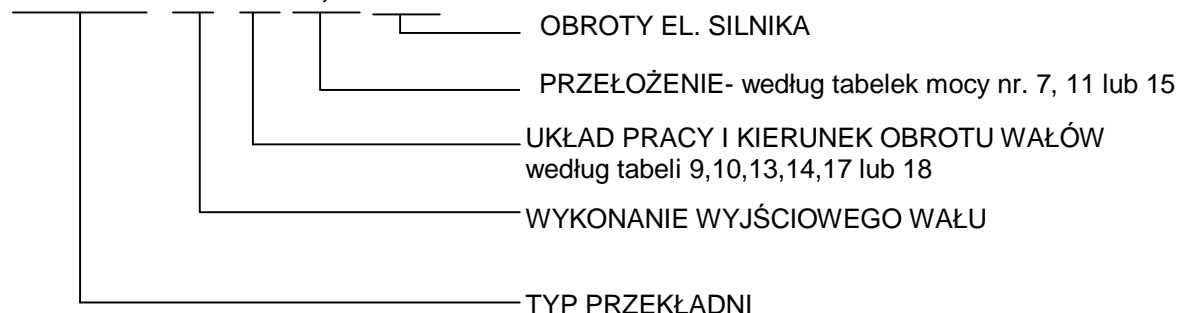 OBROTY EL. SILNIKA
PRZEŁOŻENIE- według tabelek mocy nr. 7, 11 lub 15
UKŁAD PRACY I KIERUNEK OBROTU WAŁÓW
według tabeli 9,10,13,14,17 lub 18
WYKONANIE WYJŚCIOWEGO WAŁU
TYP PRZEKŁADNI